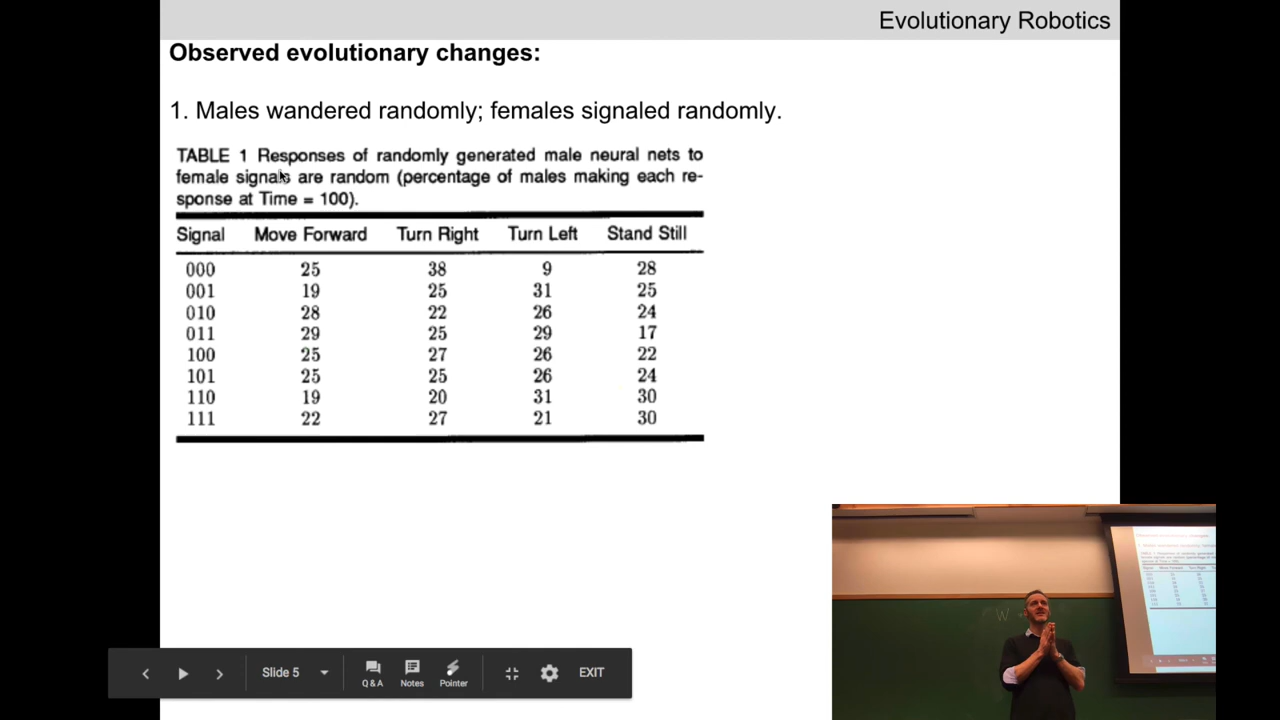 Evolutionary Robotics
Observed evolutionary changes:
1. Males wandered randomly; females signaled randomly.
TABLE 1 Responses of randomly generated male neural nets to
female signals are random (percentage of males making each re-
sponse at Time = 100).
Signal Move Forward Turn Right Turn Left Stand Still
000 25 38 9 28
001 19 25 31 25
010 28 22 26 24
011 29 25 29 17
100 25 27 26 22
101 25 25 26 24
110 19 20 31 30
111 22 27 21 30
W
Slide 5
Q & A
Notes
Pointer
EXIT